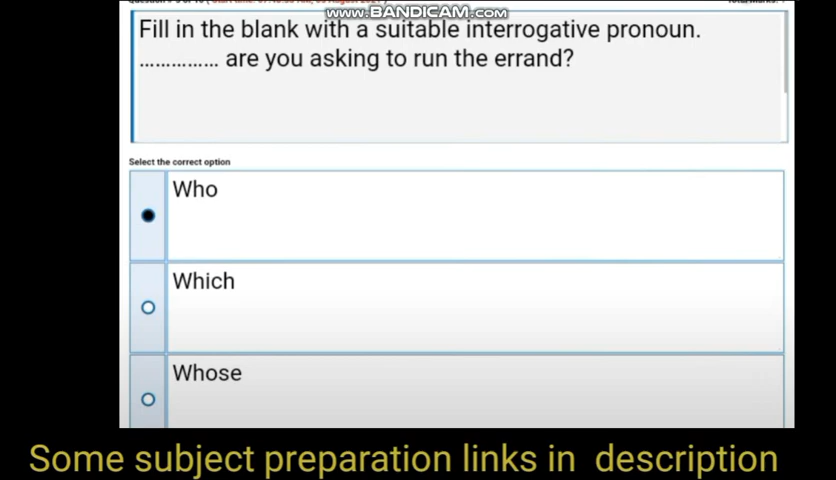 www.BANDICAM.com
Fill in the blank with a suitable interrogative pronoun.
............... are you asking to run the errand?
Select the correct option
Who
Which
Whose
Some subject preparation links in description